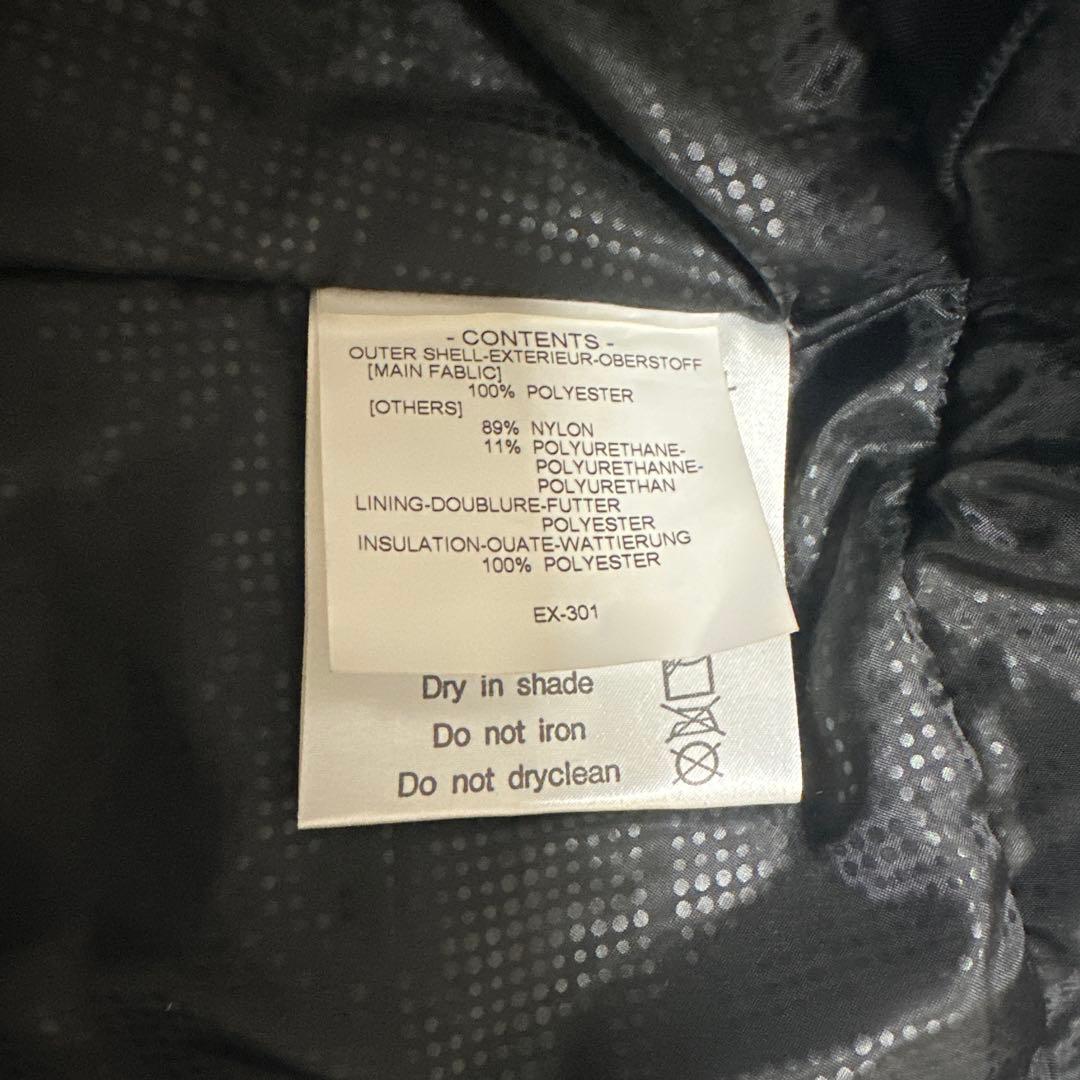 - CONTENTS -
OUTER SHELL-EXTERIEUR-OBERSTOFF
[MAIN FABLIC]
100% POLYESTER
[OTHERS]
89% NYLON
11% POLYURETHANE-
POLYURETHANNE-
POLYURETHAN
LINING-DOUBLURE-FUTTER
POLYESTER
INSULATION-OUATE-WATTIERUNG
100% POLYESTER
EX-301
Dry in shade
Do not iron
Do not dryclean